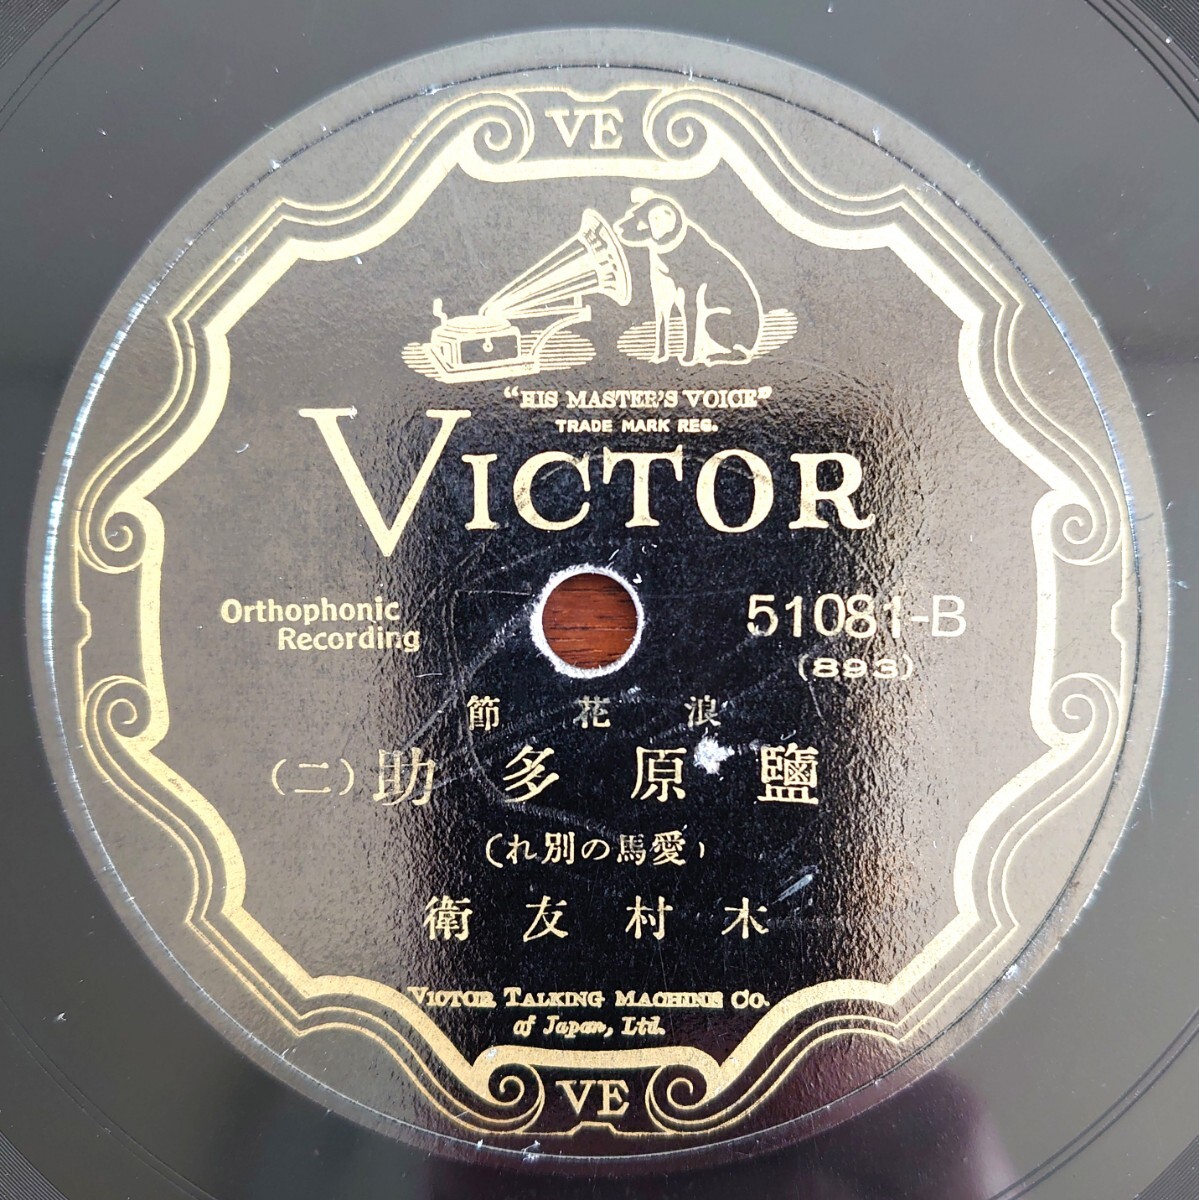 VE
"HIS MASTER'S VOICE"
TRADE MARK REG.
VICTOR
Orthophonic
Recording
51081-B
(893)
浪花節
鹽原多助(二)
(愛馬の別れ)
木村友衛
VICTOR TALKING MACHINE CO.
of Japan, Ltd.
VE